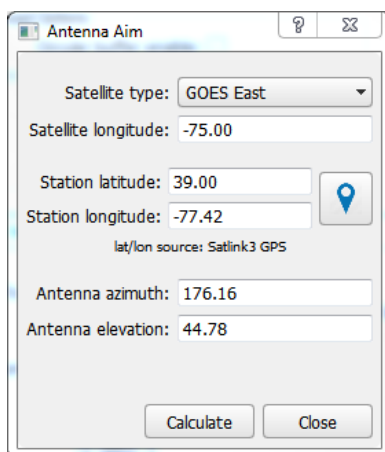 Antenna Aim
Satellite type: GOES East
Satellite longitude: -75.00
Station latitude: 39.00
Station longitude: -77.42
lat/lon source: Satlink3 GPS
Antenna azimuth: 176.16
Antenna elevation: 44.78
Calculate Close